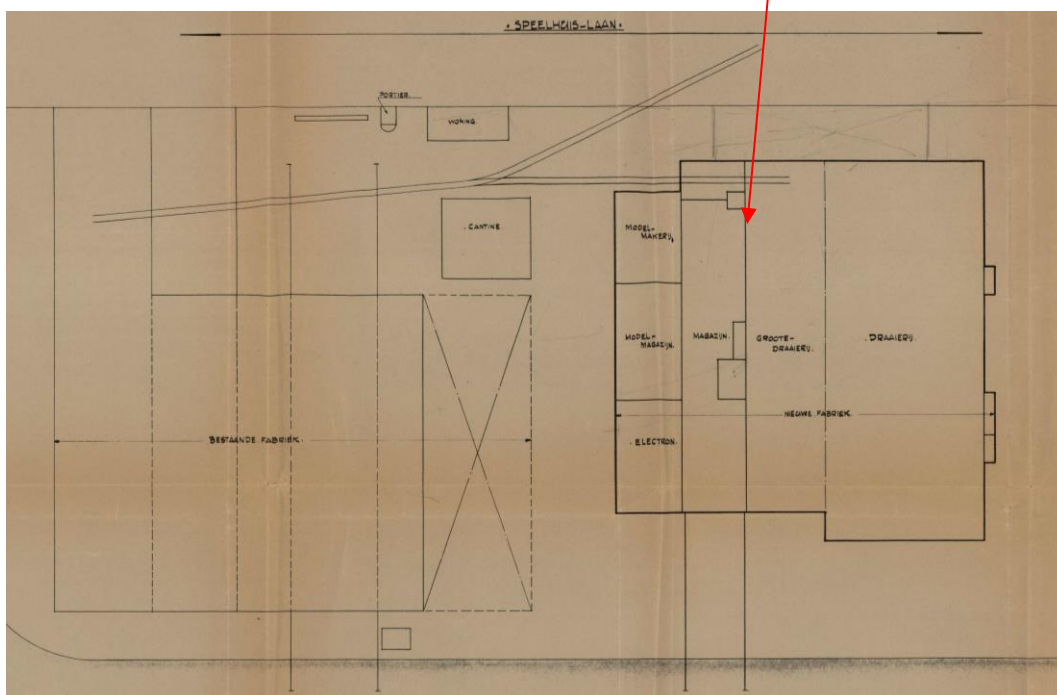 · SPEELHUIS-LAAN ·
PORTIER.
WONING.
. CANTINE
MODEL-
MAKERIJ.
MODEL-
MAGAZIJN.
MAGAZIJN.
GROOTE-
DRAAIERIJ.
. DRAAIERIJ.
NIEUWE FABRIEK.
BESTAANDE FABRIEK.
. ELECTRON.